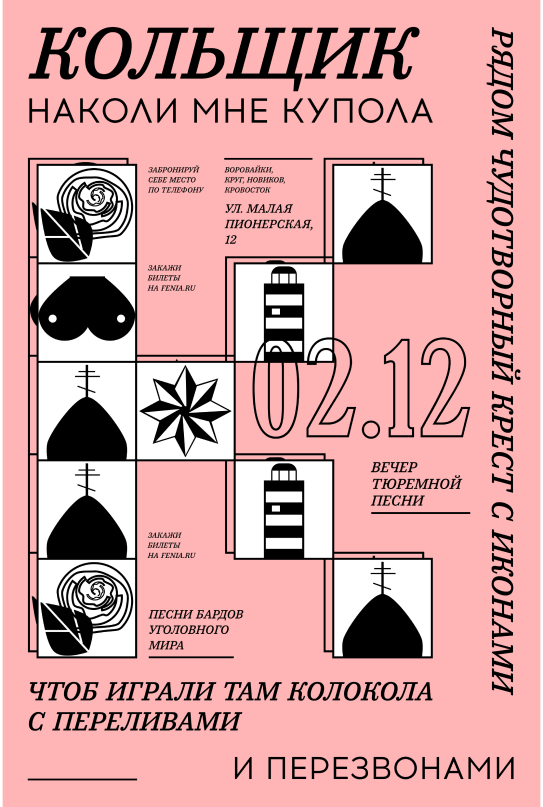 КОЛЬЩИК
НАКОЛИ МНЕ КУПОЛА
РЯДОМ ЧУДОТВОРНЫЙ КРЕСТ С ИКОНАМИ
ЗАБРОНИРУЙ
СЕБЕ МЕСТО
ПО ТЕЛЕФОНУ
ВОРОВАЙКИ,
КРУГ, НОВИКОВ,
КРОВОСТОК
УЛ. МАЛАЯ
ПИОНЕРСКАЯ,
12
ЗАКАЖИ
БИЛЕТЫ
НА FENIA.RU
02.12
ВЕЧЕР
ТЮРЕМНОЙ
ПЕСНИ
ЗАКАЖИ
БИЛЕТЫ
НА FENIA.RU
ПЕСНИ БАРДОВ
УГОЛОВНОГО
МИРА
ЧТОБ ИГРАЛИ ТАМ КОЛОКОЛА
С ПЕРЕЛИВАМИ
И ПЕРЕЗВОНАМИ